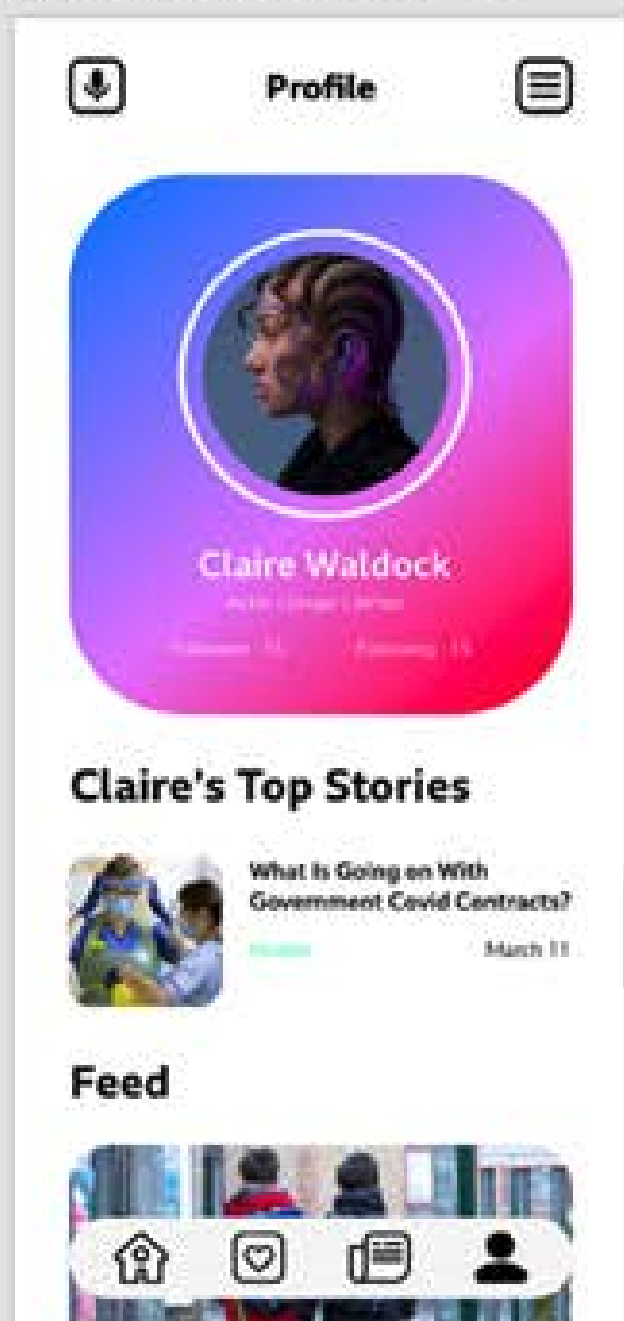 Profile
Claire Waldock
Claire's Top Stories
What Is Going on With
Government Covid Contracts?
March 11
Feed